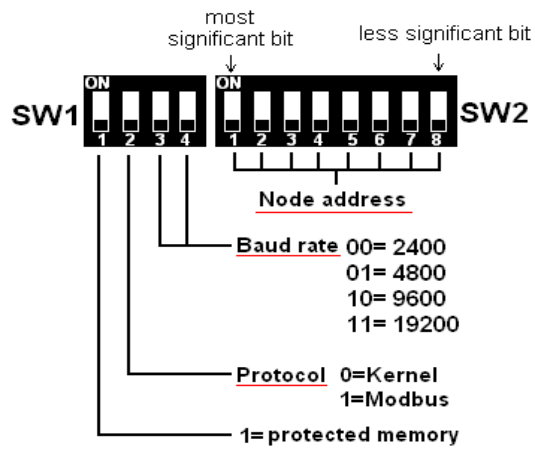 most
significant bit
less significant bit
ON
ON
SW1
SW2
1 2 3 4
1 2 3 4 5 6 7 8
Node address
Baud rate 00= 2400
01= 4800
10= 9600
11= 19200
Protocol 0=Kernel
1=Modbus
1= protected memory